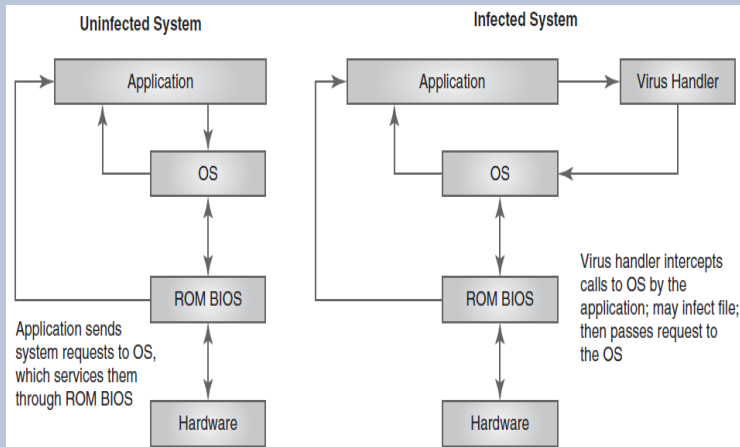 Uninfected System
Application
OS
ROM BIOS
Application sends
system requests to OS,
which services them
through ROM BIOS
Hardware
Infected System
Application
Virus Handler
OS
ROM BIOS
Virus handler intercepts
calls to OS by the
application; may infect file;
then passes request to
the OS
Hardware